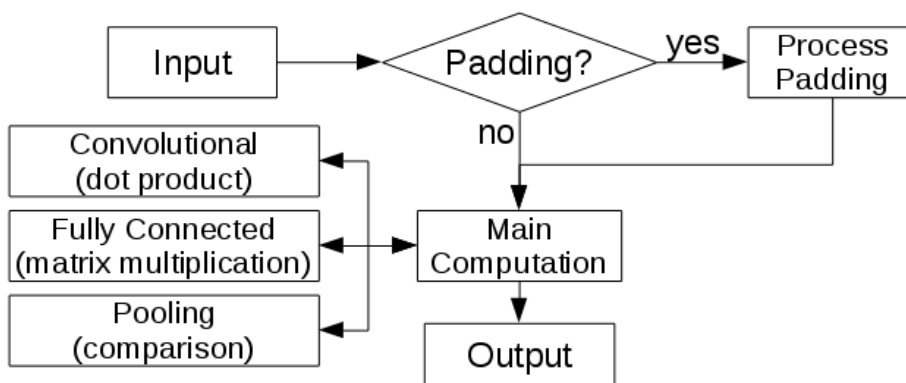 Input
Padding?
yes
Process
Padding
no
Convolutional
(dot product)
Fully Connected
(matrix multiplication)
Pooling
(comparison)
Main
Computation
Output